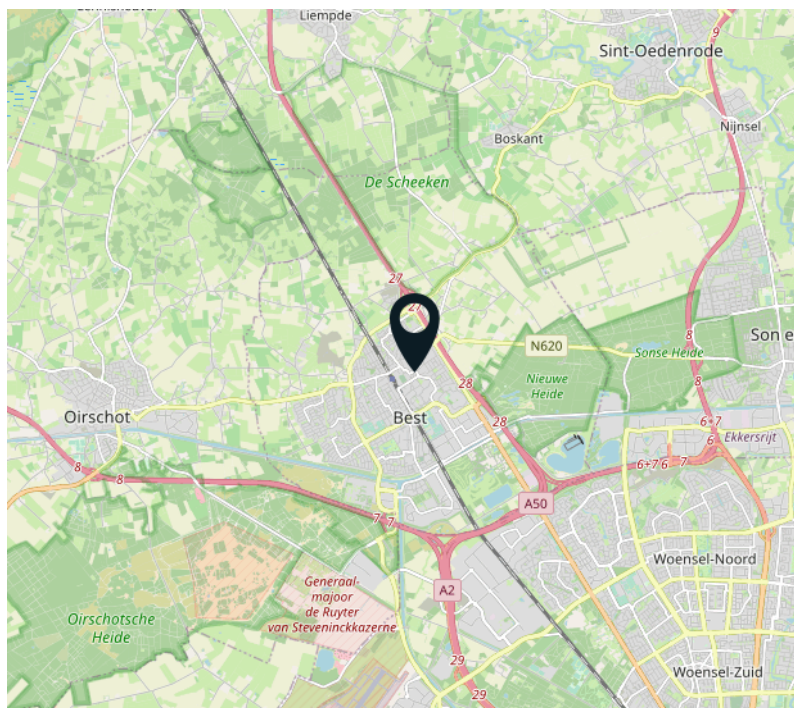 Liempde
Sint-Oedenrode
9
Nijnsel
Boskant
De Scheeken
27
27
8
N620
Sonse Heide
Son e
Nieuwe
Heide
28
8
Oirschot
Best
28
6+7
Ekkersrijt
6
6+7
6
7
8
8
A50
7
7
Woensel-Noord
Generaal-
majoor
de Ruyter
van Steveninckkazerne
A2
Oirschotsche
Heide
29
Woensel-Zuid
29